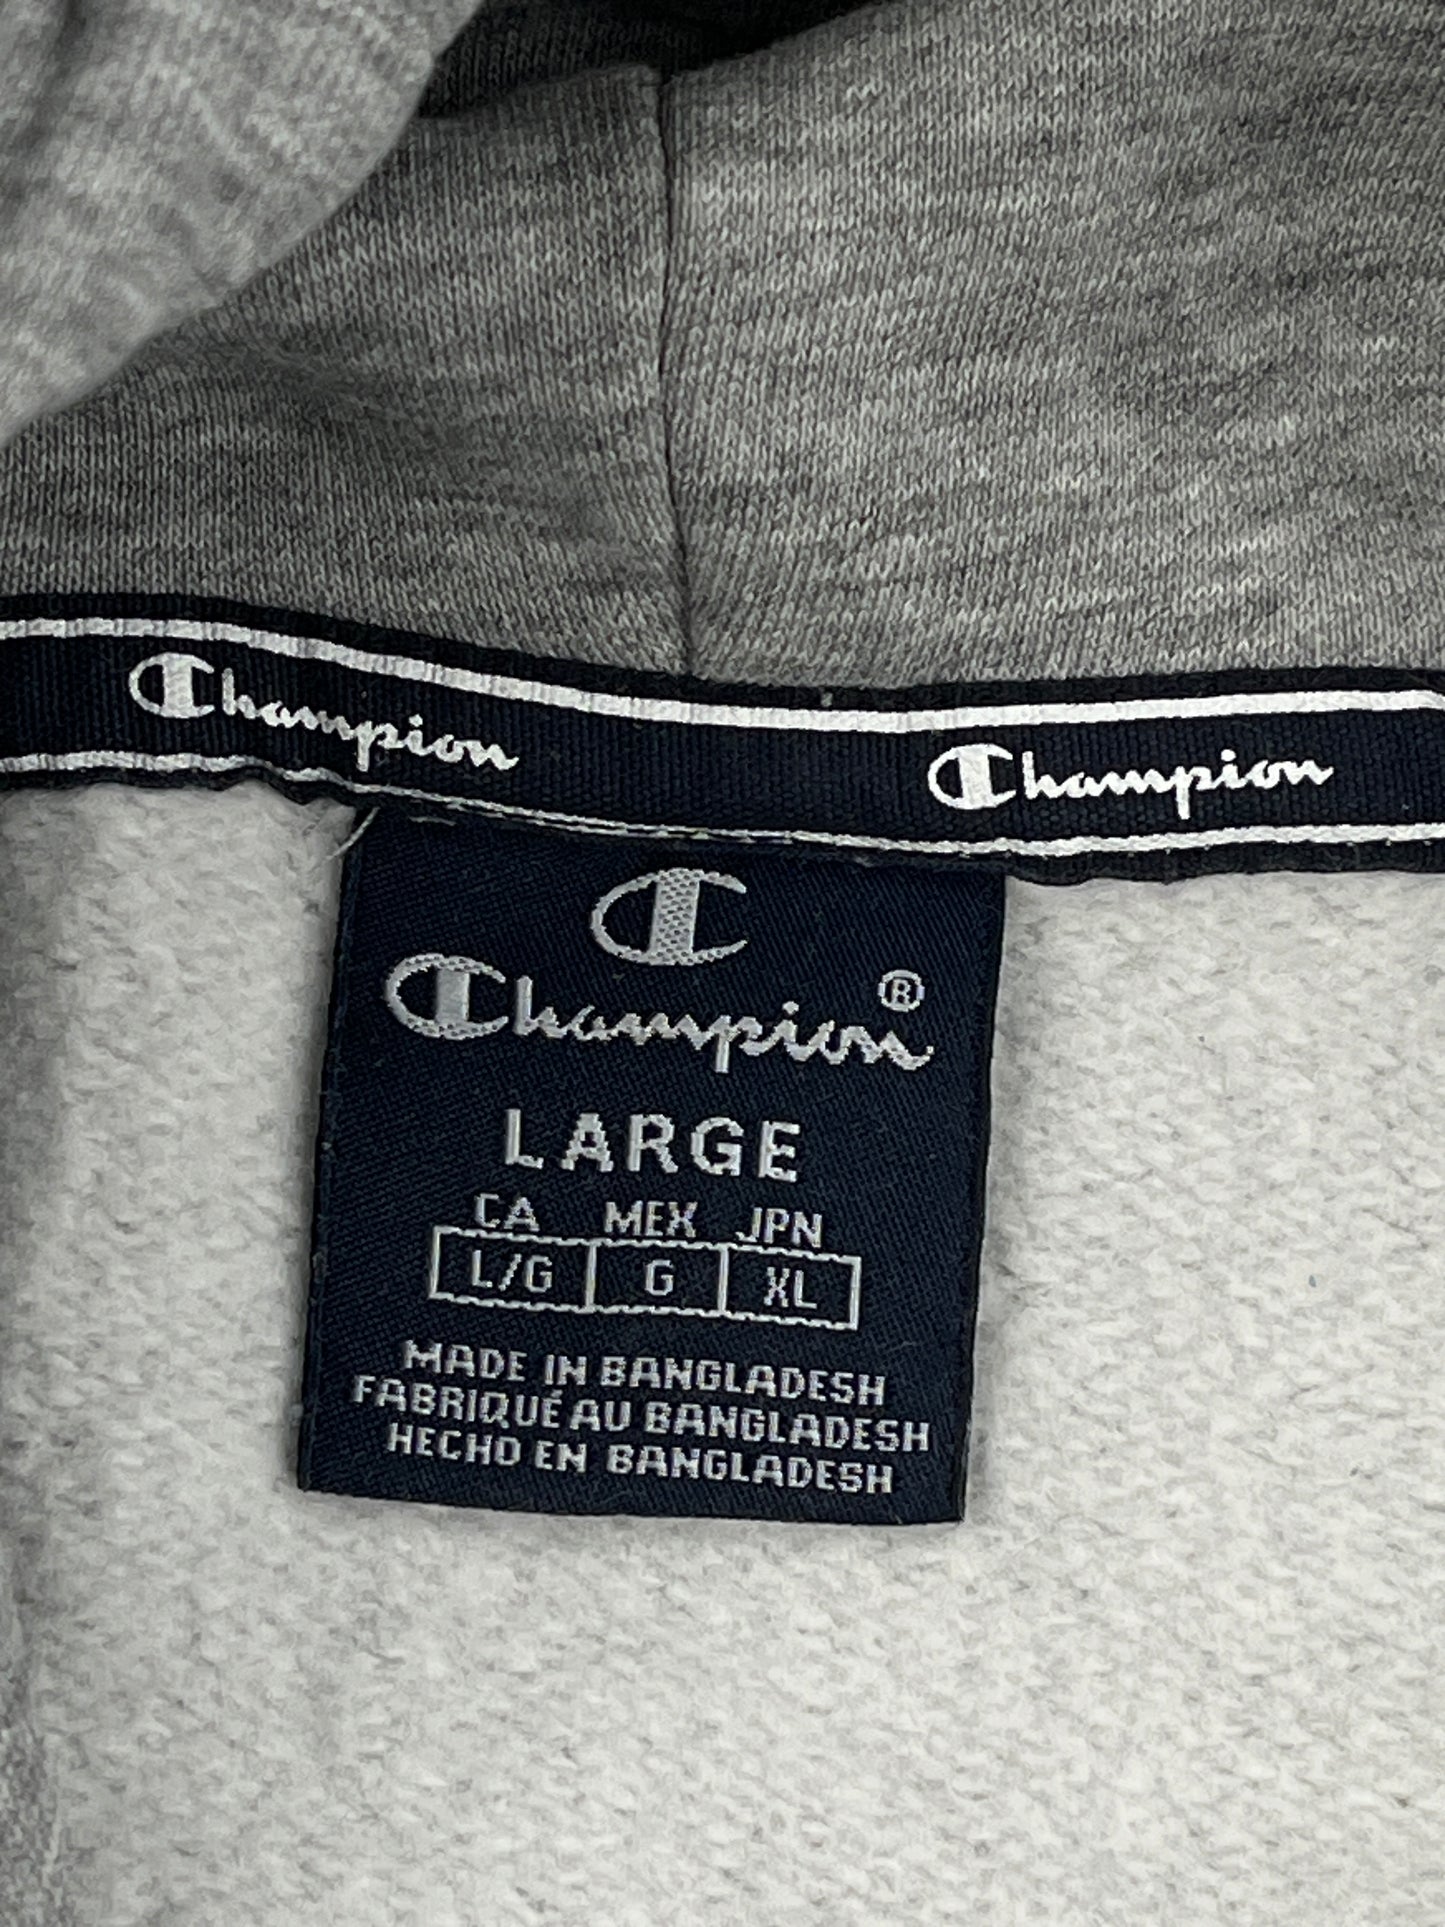 Champion Champion
Champion ®
LARGE
CA MEX JPN
L/G G XL
MADE IN BANGLADESH
FABRIQUÉ AU BANGLADESH
HECHO EN BANGLADESH